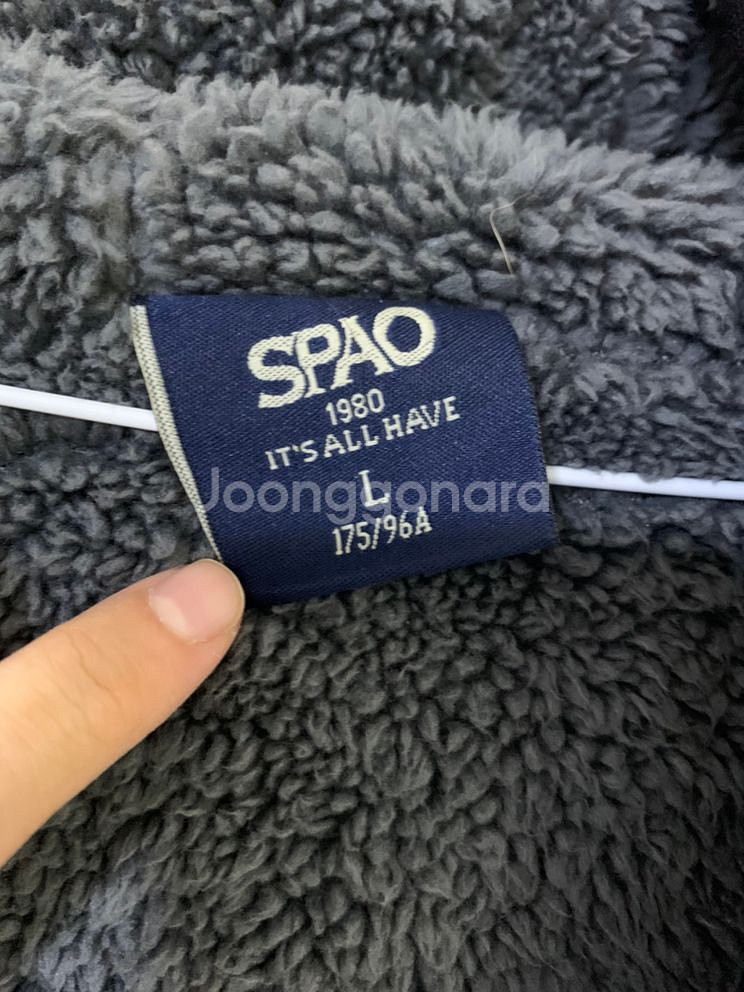 SPAO
1980
IT'S ALL HAVE
L
Joonggonara
175/96A